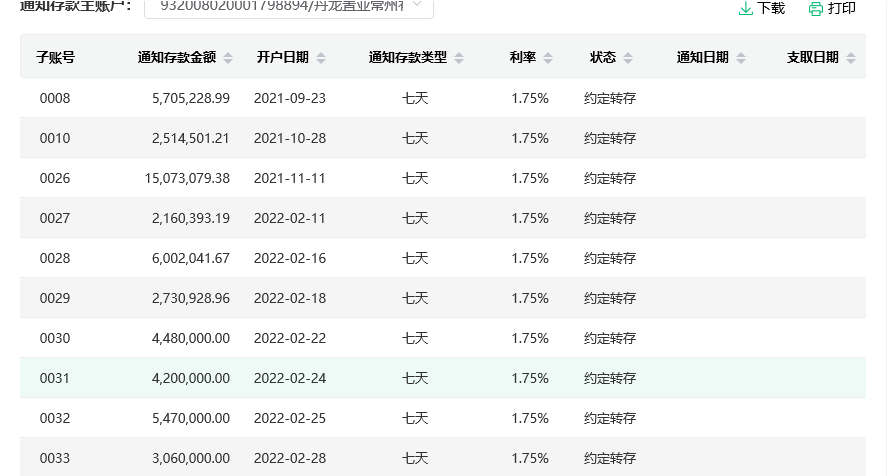 通知存款主账户： 932008020001798894/丹龙置业常州有 下载 打印
子账号 通知存款金额 开户日期 通知存款类型 利率 状态 通知日期 支取日期
0008 5,705,228.99 2021-09-23 七天 1.75% 约定转存
0010 2,514,501.21 2021-10-28 七天 1.75% 约定转存
0026 15,073,079.38 2021-11-11 七天 1.75% 约定转存
0027 2,160,393.19 2022-02-11 七天 1.75% 约定转存
0028 6,002,041.67 2022-02-16 七天 1.75% 约定转存
0029 2,730,928.96 2022-02-18 七天 1.75% 约定转存
0030 4,480,000.00 2022-02-22 七天 1.75% 约定转存
0031 4,200,000.00 2022-02-24 七天 1.75% 约定转存
0032 5,470,000.00 2022-02-25 七天 1.75% 约定转存
0033 3,060,000.00 2022-02-28 七天 1.75% 约定转存